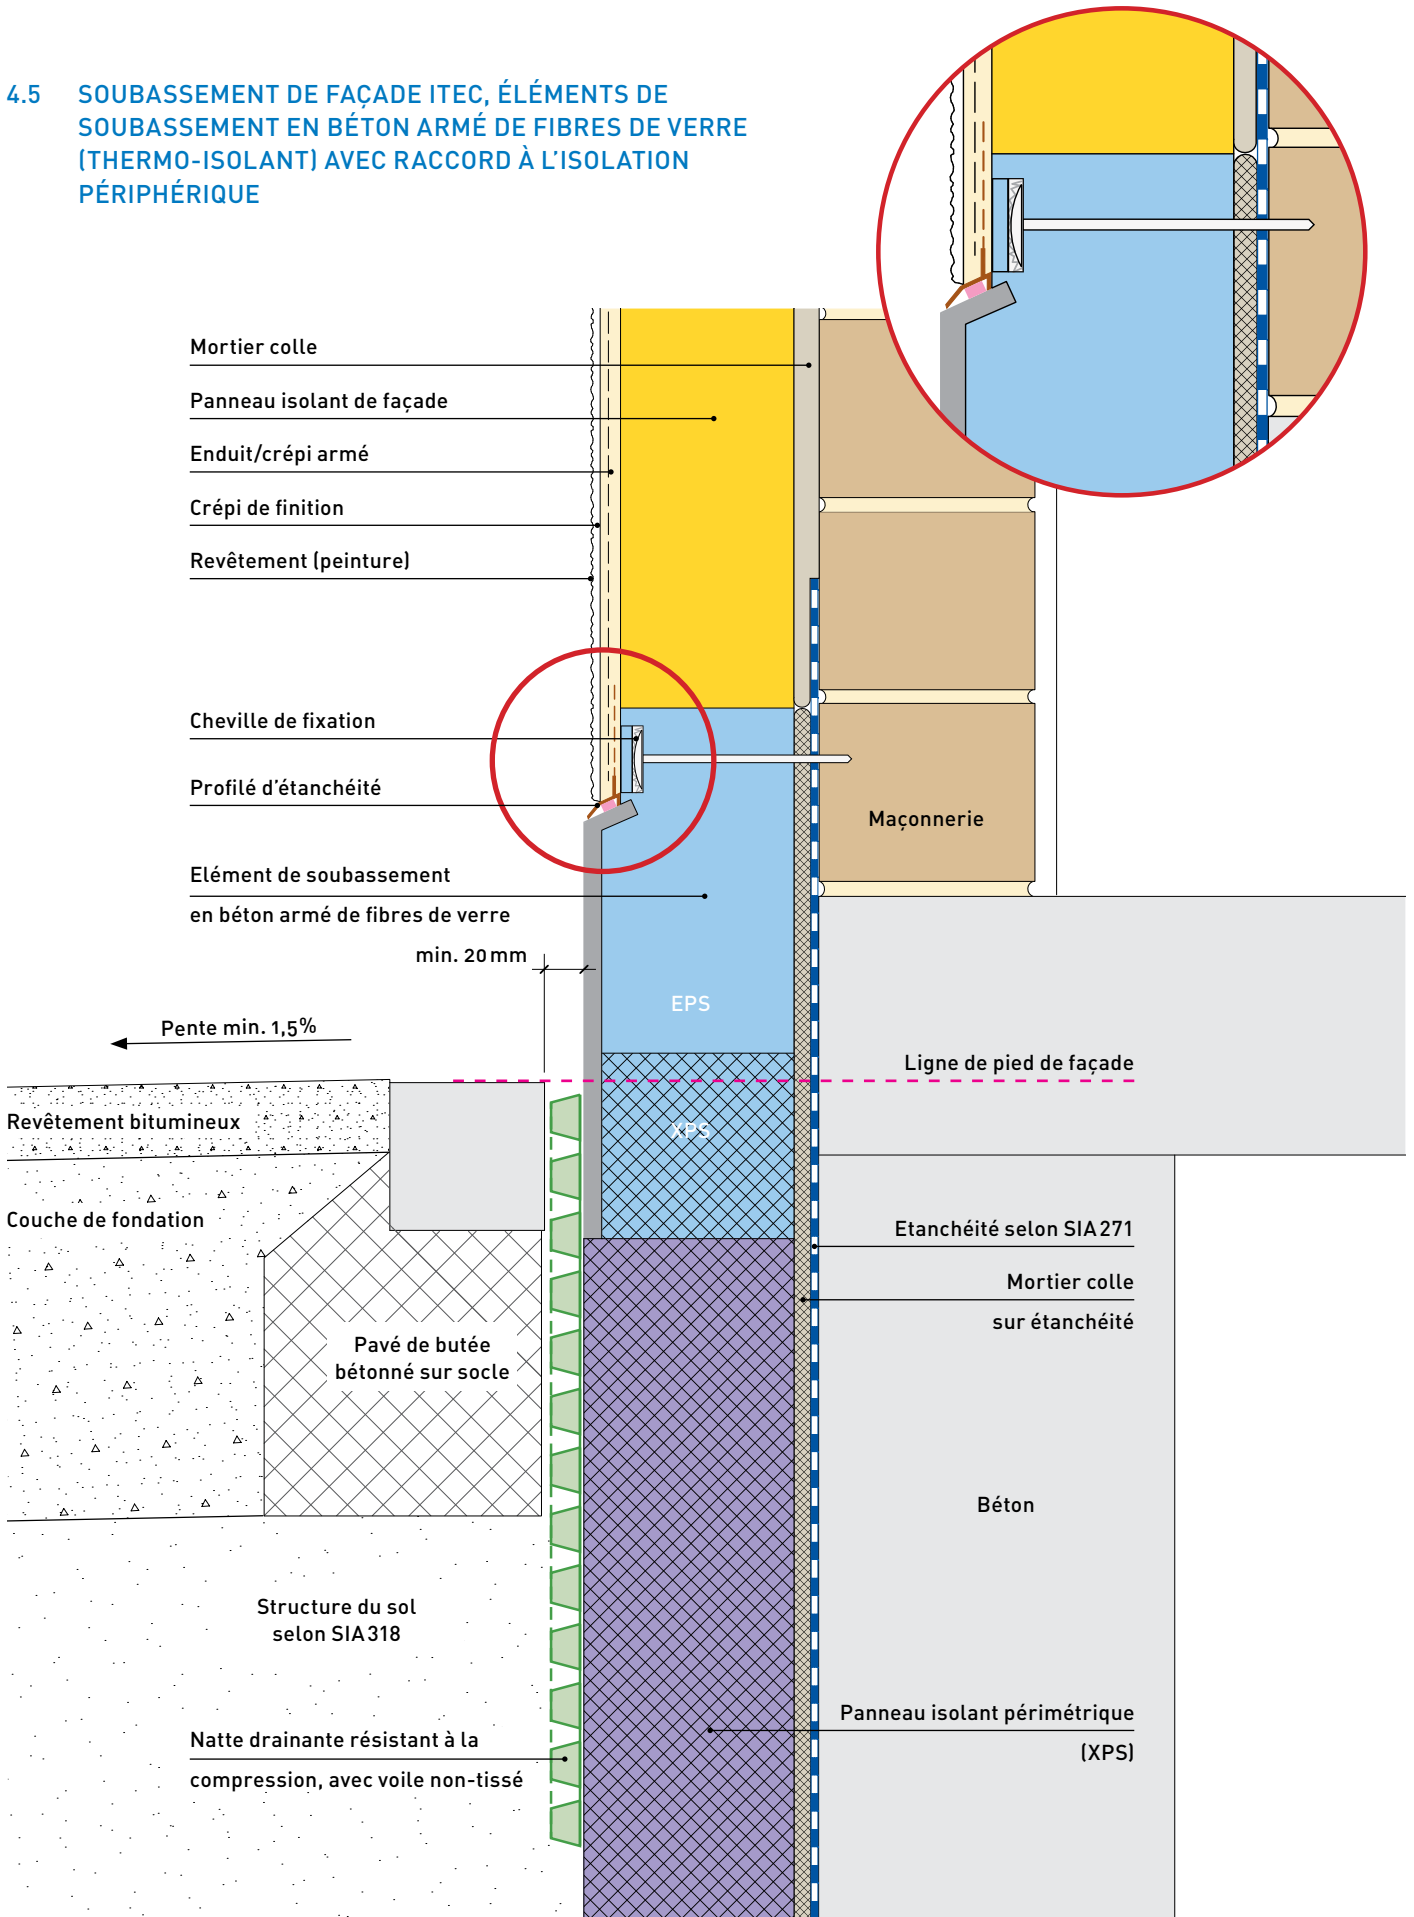 4.5 SOUBASSEMENT DE FAÇADE ITEC, ÉLÉMENTS DE
SOUBASSEMENT EN BÉTON ARMÉ DE FIBRES DE VERRE
(THERMO-ISOLANT) AVEC RACCORD À L'ISOLATION
PÉRIPHÉRIQUE
Mortier colle
Panneau isolant de façade
Enduit/crépi armé
Crépi de finition
Revêtement (peinture)
Cheville de fixation
Profilé d'étanchéité
Maçonnerie
Elément de soubassement
en béton armé de fibres de verre
min. 20 mm
EPS
Pente min. 1,5%
Ligne de pied de façade
Revêtement bitumineux
XPS
Couche de fondation
Etanchéité selon SIA 271
Mortier colle
sur étanchéité
Pavé de butée
bétonné sur socle
Béton
Structure du sol
selon SIA 318
Panneau isolant périmétrique
(XPS)
Natte drainante résistant à la
compression, avec voile non-tissé